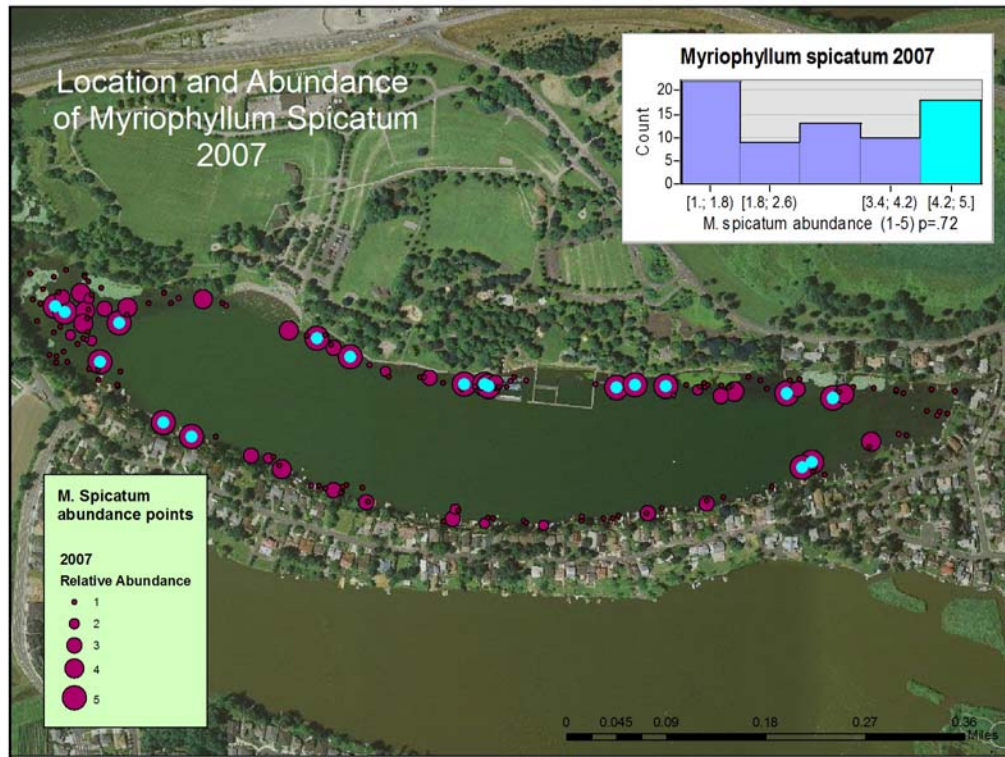 Location and Abundance
of Myriophyllum Spicatum
2007
Myriophyllum spicatum 2007
Count
20
15
10
5
0
[1.; 1.8) [1.8; 2.6) [3.4; 4.2) [4.2; 5.]
M. spicatum abundance (1-5) p=.72
M. Spicatum
abundance points
2007
Relative Abundance
1
2
3
4
5
0 0.045 0.09 0.18 0.27 0.36
Miles